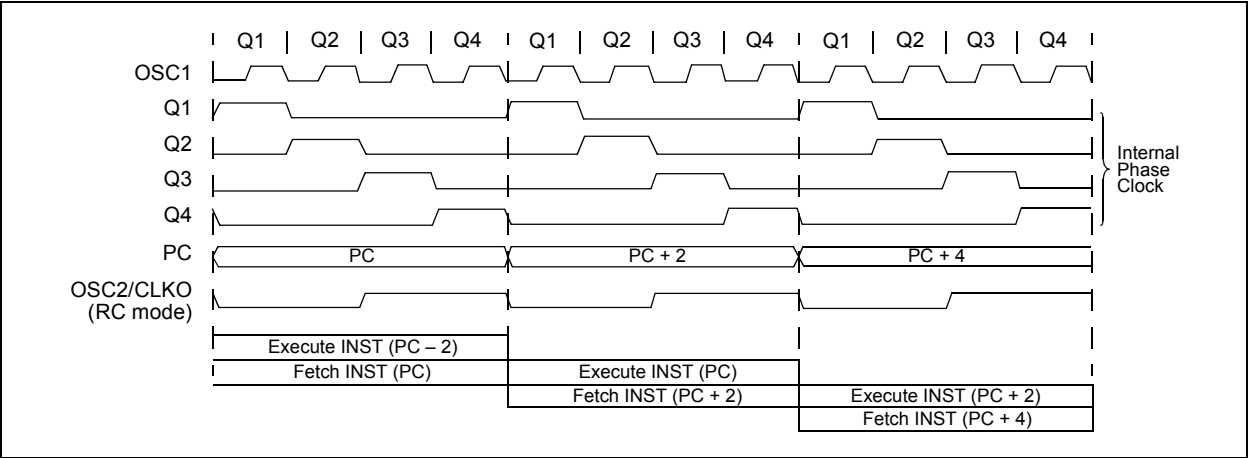 Q1 Q2 Q3 Q4 Q1 Q2 Q3 Q4 Q1 Q2 Q3 Q4
OSC1
Q1
Q2
Q3
Q4
Internal
Phase
Clock
PC PC PC + 2 PC + 4
OSC2/CLKO
(RC mode)
Execute INST (PC – 2)
Fetch INST (PC) Execute INST (PC)
Fetch INST (PC + 2) Execute INST (PC + 2)
Fetch INST (PC + 4)